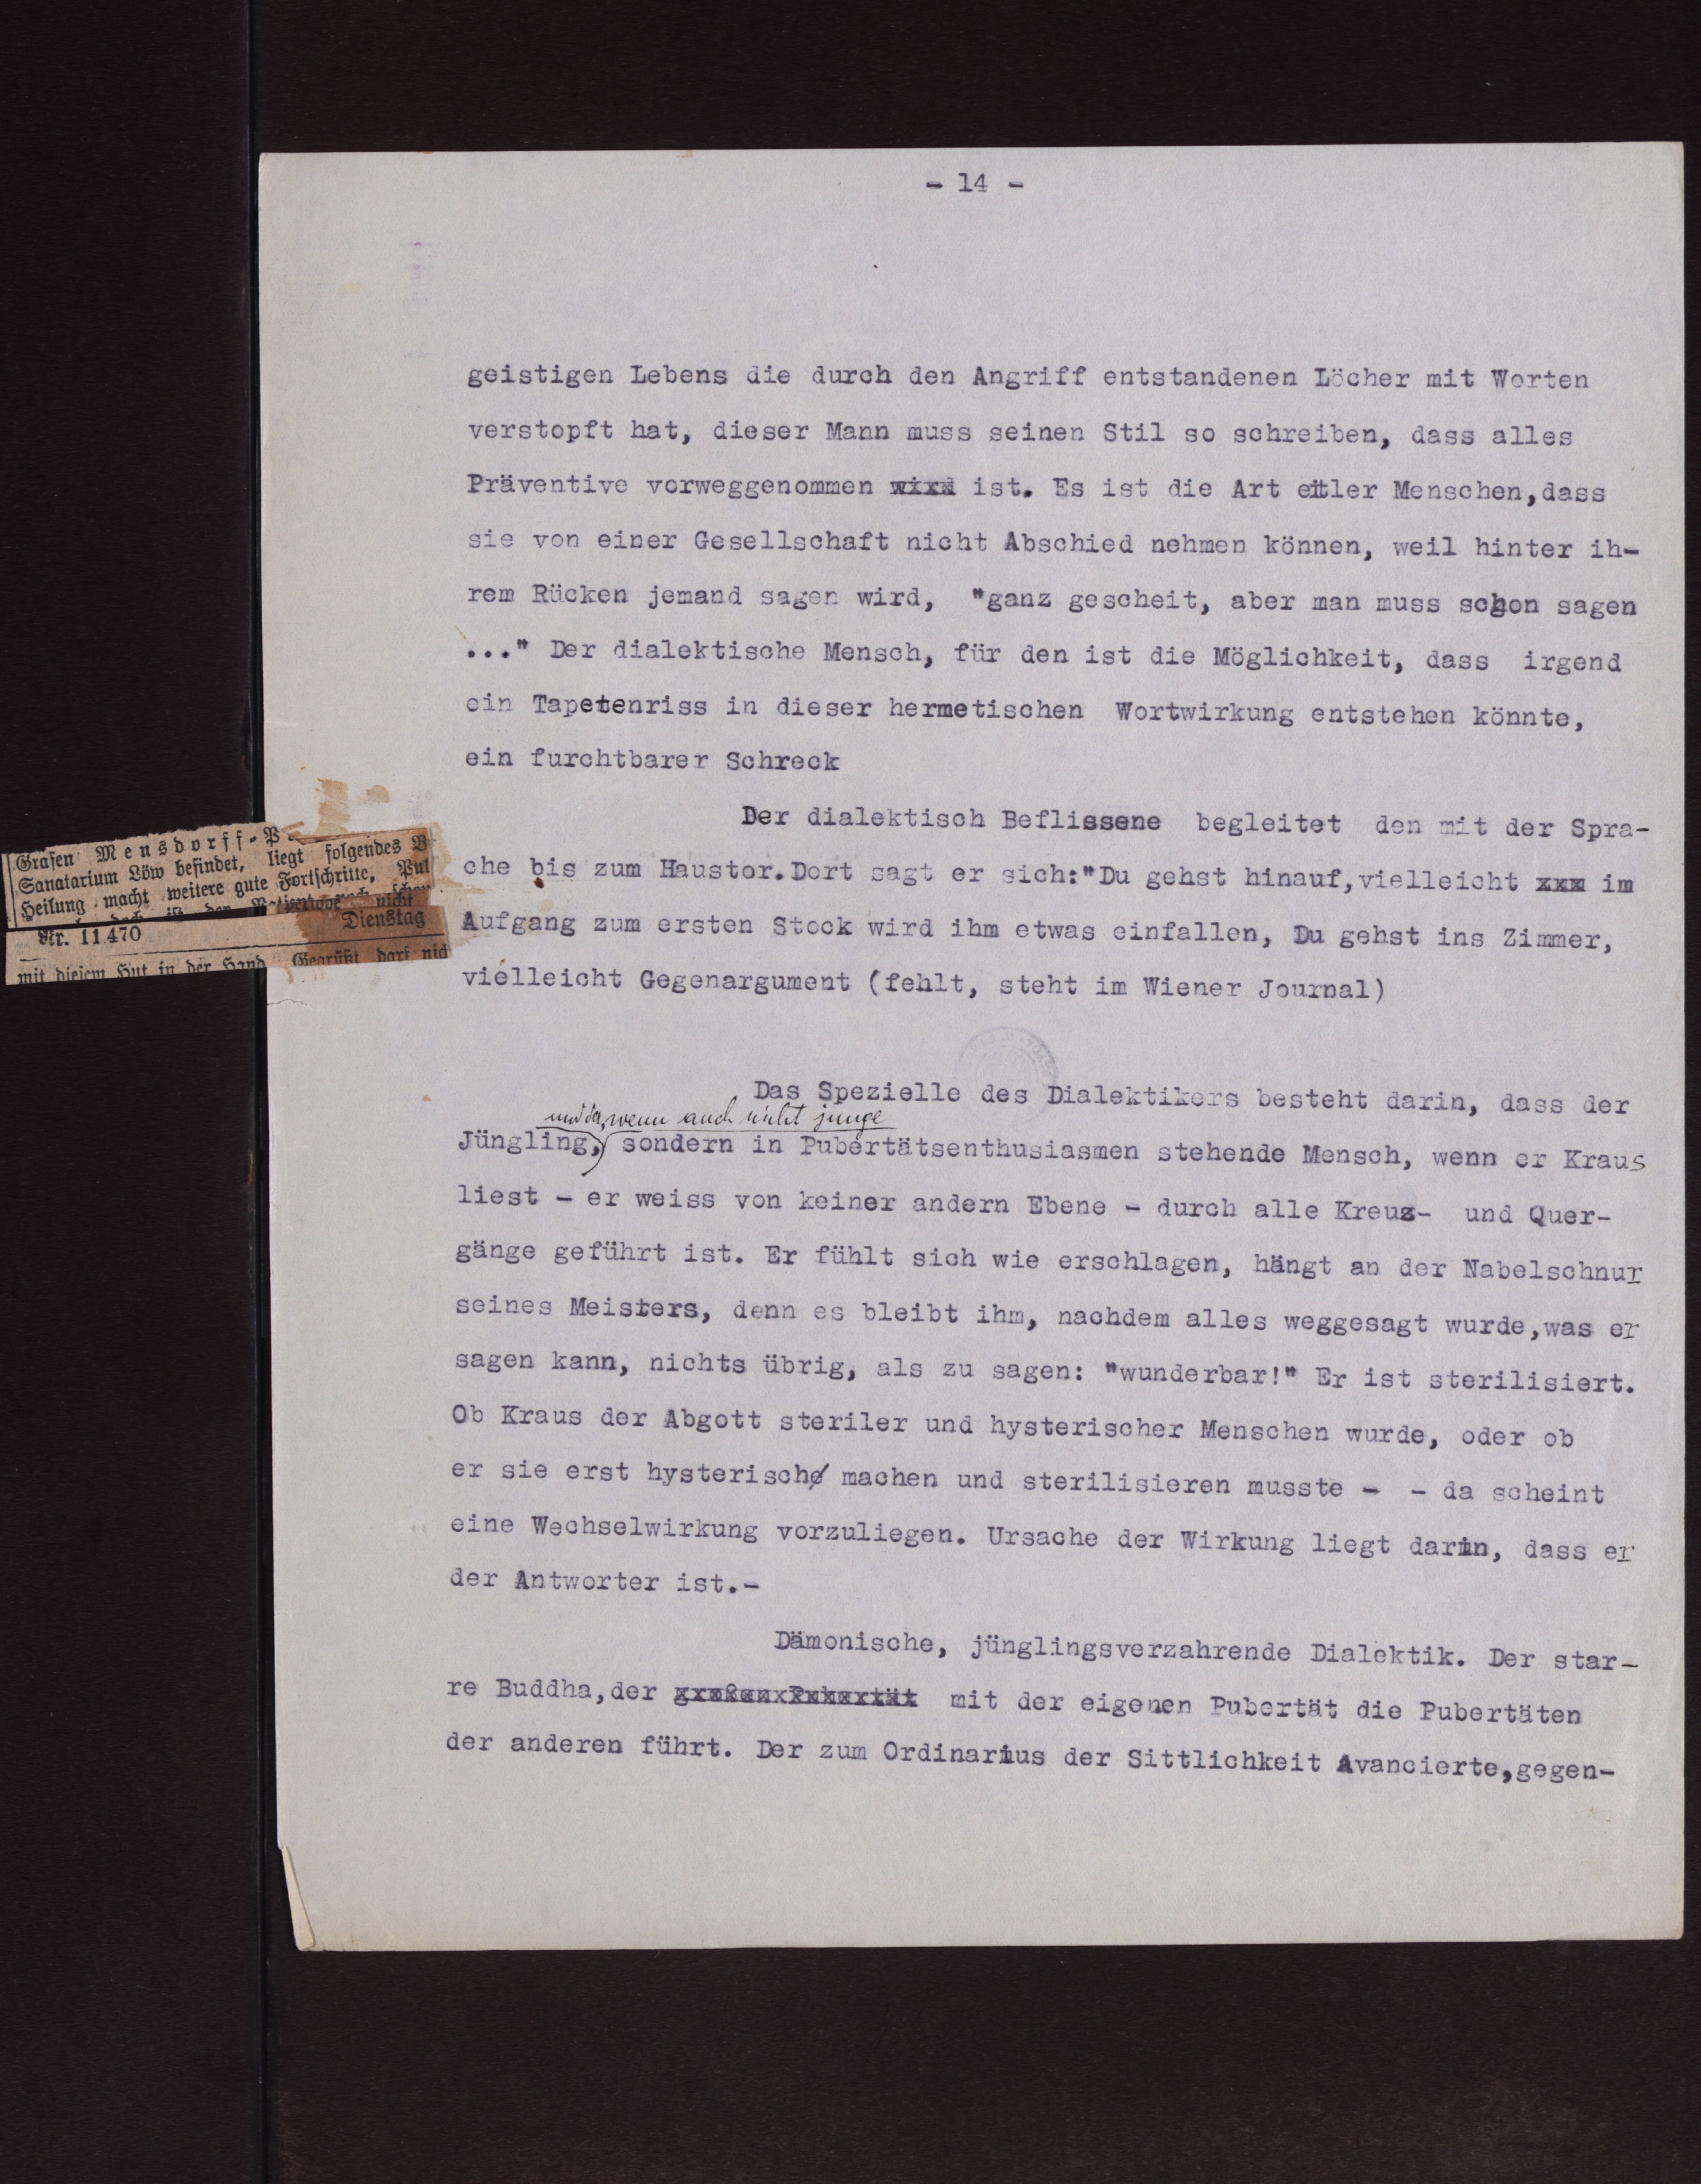 - 14 -
geistigen Lebens die durch den Angriff entstandenen Löcher mit Worten
verstopft hat, dieser Mann muss seinen Stil so schreiben, dass alles
Präventive vorweggenommen wird ist. Es ist die Art eitler Menschen,dass
sie von einer Gesellschaft nicht Abschied nehmen können, weil hinter ih-
rem Rücken jemand sagen wird, "ganz gescheit, aber man muss schon sagen
..." Der dialektische Mensch, für den ist die Möglichkeit, dass irgend
ein Tapetenriss in dieser hermetischen Wortwirkung entstehen könnte,
ein furchtbarer Schreck
Der dialektisch Beflissene begleitet den mit der Spra-
che bis zum Haustor.Dort sagt er sich:"Du gehst hinauf,vielleicht xxx im
Aufgang zum ersten Stock wird ihm etwas einfallen, Du gehst ins Zimmer,
vielleicht Gegenargument (fehlt, steht im Wiener Journal)
Grafen Mensdorff-P
Sanatarium Löw befindet, liegt folgendes B
Heilung macht weitere gute Fortschritte, Pul
Nr. 11.470 Dienstag
mit diesem Hut in der Hand Gegrüßt darf nic
Das Spezielle des Dialektikers besteht darin, dass der
wenn auch nicht junge
Jüngling, sondern in Pubertätsenthusiasmen stehende Mensch, wenn er Kraus
liest - er weiss von keiner andern Ebene - durch alle Kreuz- und Quer-
gänge geführt ist. Er fühlt sich wie erschlagen, hängt an der Nabelschnur
seines Meisters, denn es bleibt ihm, nachdem alles weggesagt wurde,was er
sagen kann, nichts übrig, als zu sagen: "wunderbar!" Er ist sterilisiert.
Ob Kraus der Abgott steriler und hysterischer Menschen wurde, oder ob
er sie erst hysterisch machen und sterilisieren musste - - da scheint
eine Wechselwirkung vorzuliegen. Ursache der Wirkung liegt darin, dass er
der Antworter ist.-
Dämonische, jünglingsverzahrende Dialektik. Der star-
re Buddha,der mit der eigenen Pubertät die Pubertäten
der anderen führt. Der zum Ordinarius der Sittlichkeit Avancierte,gegen-